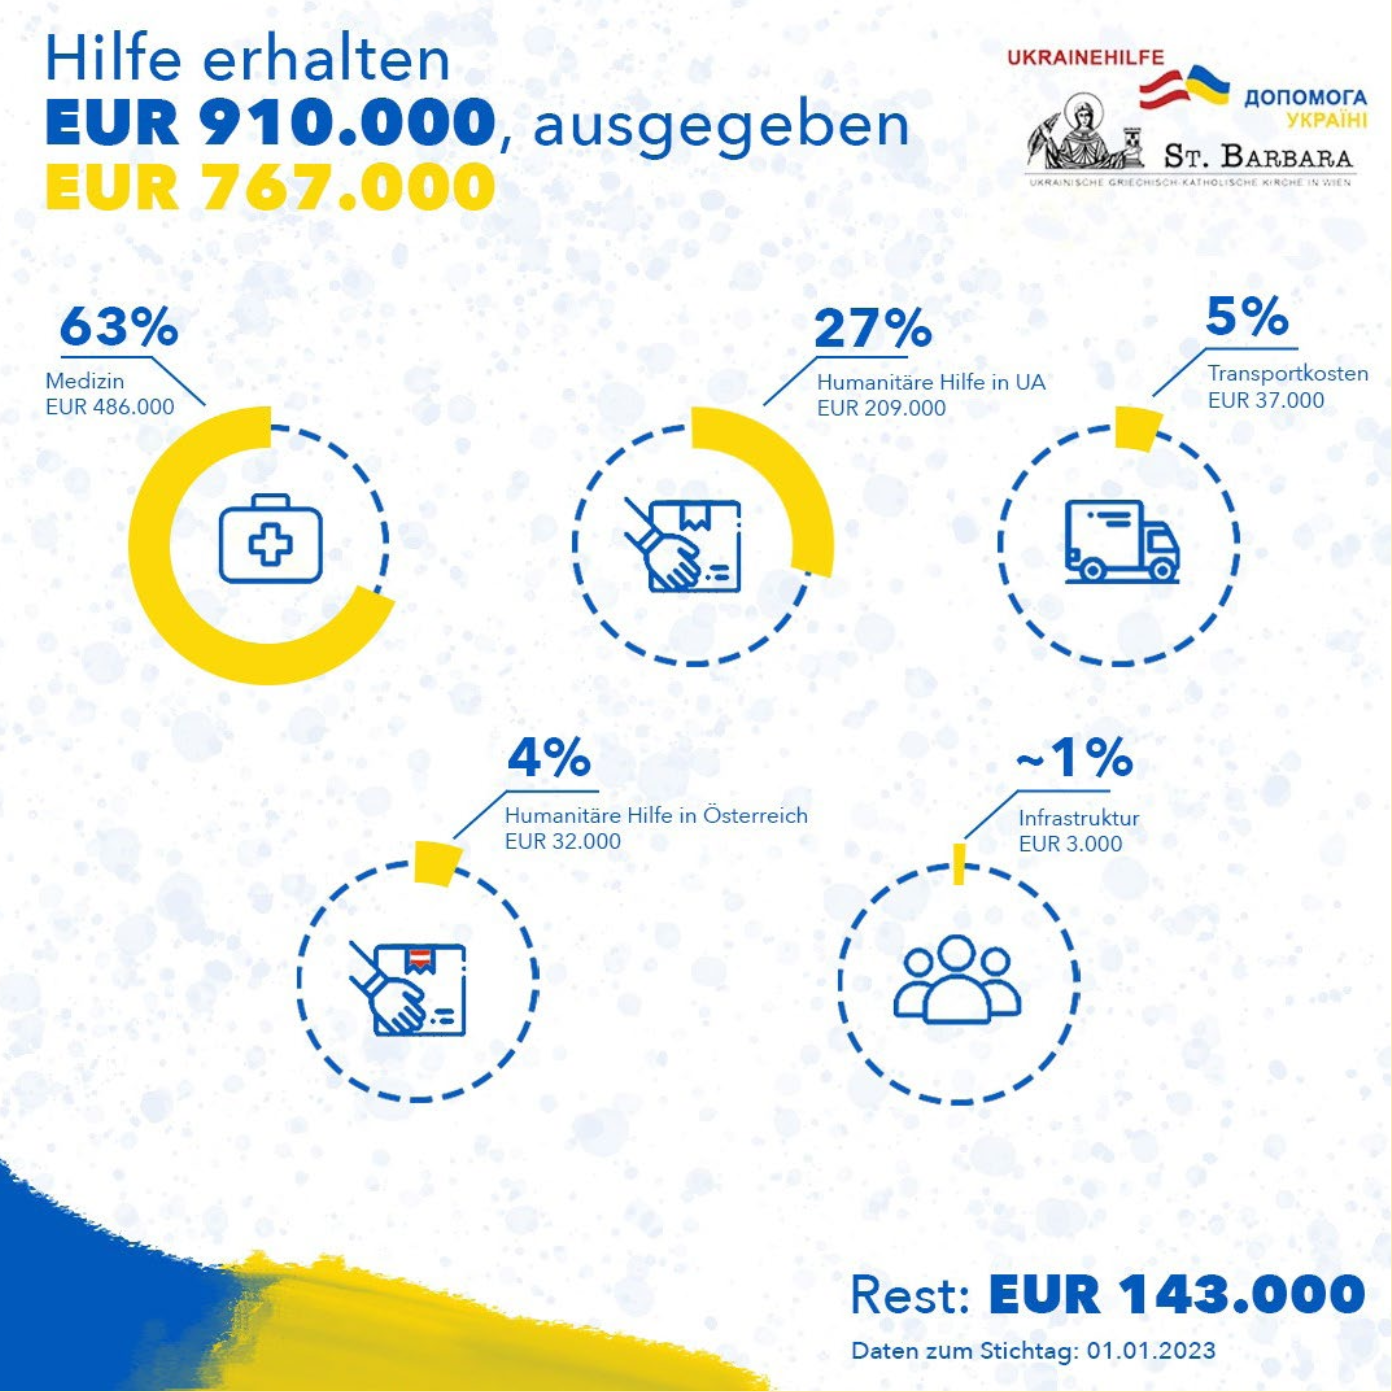 Hilfe erhalten
EUR 910.000, ausgegeben
EUR 767.000
UKRAINEHILFE
ДОПОМОГА
УКРАЇНІ
ST. BARBARA
UKRAINISCHE GRIECHISCH-KATHOLISCHE KIRCHE IN WIEN
63%
Medizin
EUR 486.000
27%
Humanitäre Hilfe in UA
EUR 209.000
5%
Transportkosten
EUR 37.000
4%
Humanitäre Hilfe in Österreich
EUR 32.000
~1%
Infrastruktur
EUR 3.000
Rest: EUR 143.000
Daten zum Stichtag: 01.01.2023